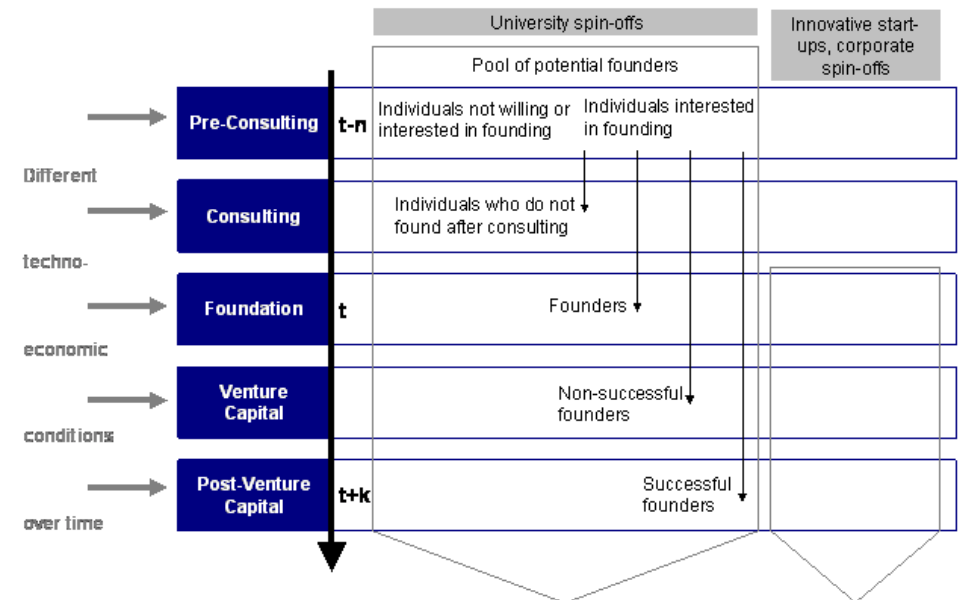 University spin-offs
Innovative start-
ups, corporate
spin-offs
Pool of potential founders
Pre-Consulting
t-n
Individuals not willing or
interested in founding
Individuals interested
in founding
Different
Consulting
Individuals who do not
found after consulting
techno-
Foundation
t
Founders
economic
Venture
Capital
Non-successful
founders
conditions
Post-Venture
Capital
t+k
Successful
founders
over time